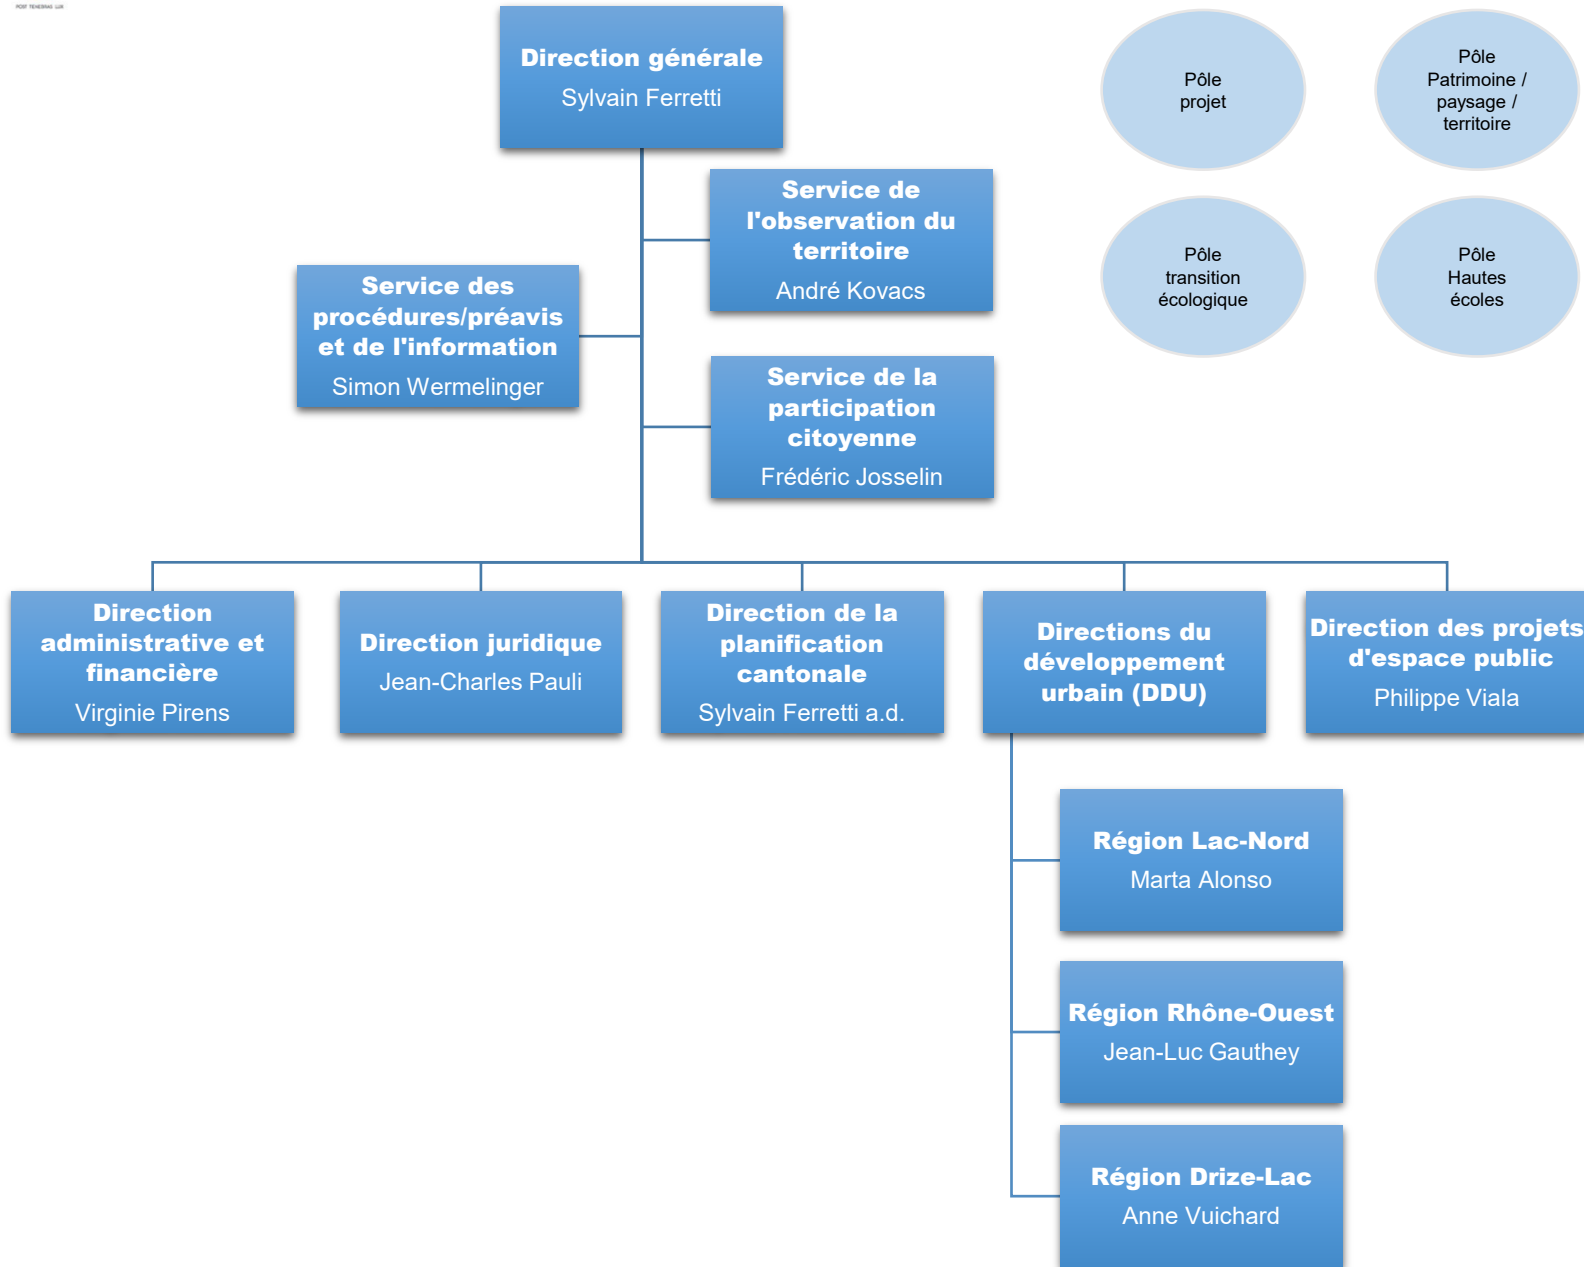 POST TENEBRAS LUX
Direction générale
Sylvain Ferretti
Pôle
projet
Pôle
Patrimoine /
paysage /
territoire
Service de
l'observation du
territoire
André Kovacs
Pôle
transition
écologique
Pôle
Hautes
écoles
Service des
procédures/préavis
et de l'information
Simon Wermelinger
Service de la
participation
citoyenne
Frédéric Josselin
Direction
administrative et
financière
Virginie Pirens
Direction juridique
Jean-Charles Pauli
Direction de la
planification
cantonale
Sylvain Ferretti a.d.
Directions du
développement
urbain (DDU)
Direction des projets
d'espace public
Philippe Viala
Région Lac-Nord
Marta Alonso
Région Rhône-Ouest
Jean-Luc Gauthey
Région Drize-Lac
Anne Vuichard